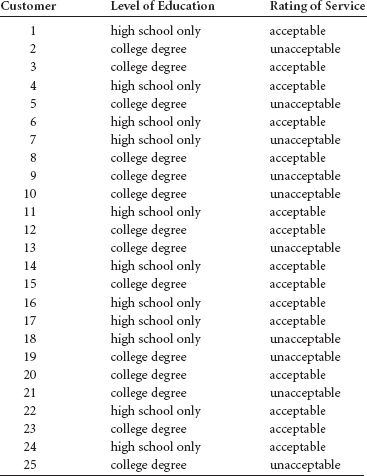 Customer Level of Education Rating of Service
1 high school only acceptable
2 college degree unacceptable
3 college degree acceptable
4 high school only acceptable
5 college degree unacceptable
6 high school only acceptable
7 high school only unacceptable
8 college degree acceptable
9 college degree unacceptable
10 college degree unacceptable
11 high school only acceptable
12 college degree acceptable
13 college degree unacceptable
14 high school only acceptable
15 college degree acceptable
16 high school only acceptable
17 high school only acceptable
18 high school only unacceptable
19 college degree unacceptable
20 college degree acceptable
21 college degree unacceptable
22 high school only acceptable
23 college degree acceptable
24 high school only acceptable
25 college degree unacceptable